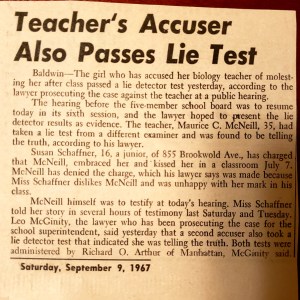 Teacher's Accuser
Also Passes Lie Test
Baldwin—The girl who has accused her biology teacher of molest-
ing her after class passed a lie detector test yesterday, according to the
lawyer prosecuting the case against the teacher at a public hearing.
The hearing before the five-member school board was to resume
today in its sixth session, and the lawyer hoped to present the lie
detector results as evidence. The teacher, Maurice C. McNeill, 35, had
taken a lie test from a different examiner and was found to be telling
the truth, according to his lawyer.
Susan Schaffner, 16, a junior, of 855 Brookwold Ave., has charged
that McNeill, embraced her and kissed her in a classroom July 7.
McNeill has denied the charge, which his lawyer says was made because
Miss Schaffner dislikes McNeill and was unhappy with her mark in his
class.
McNeill himself was to testify at today's hearing. Miss Schaffner
told her story in several hours of testimony last Saturday and Tuesday.
Leo McGinity, the lawyer who has been prosecuting the case for the
school superintendent, said yesterday that a second accuser also took a
lie detector test that indicated she was telling the truth. Both tests were
administered by Richard O. Arthur of Manhattan, McGinity said.
Saturday, September 9, 1967